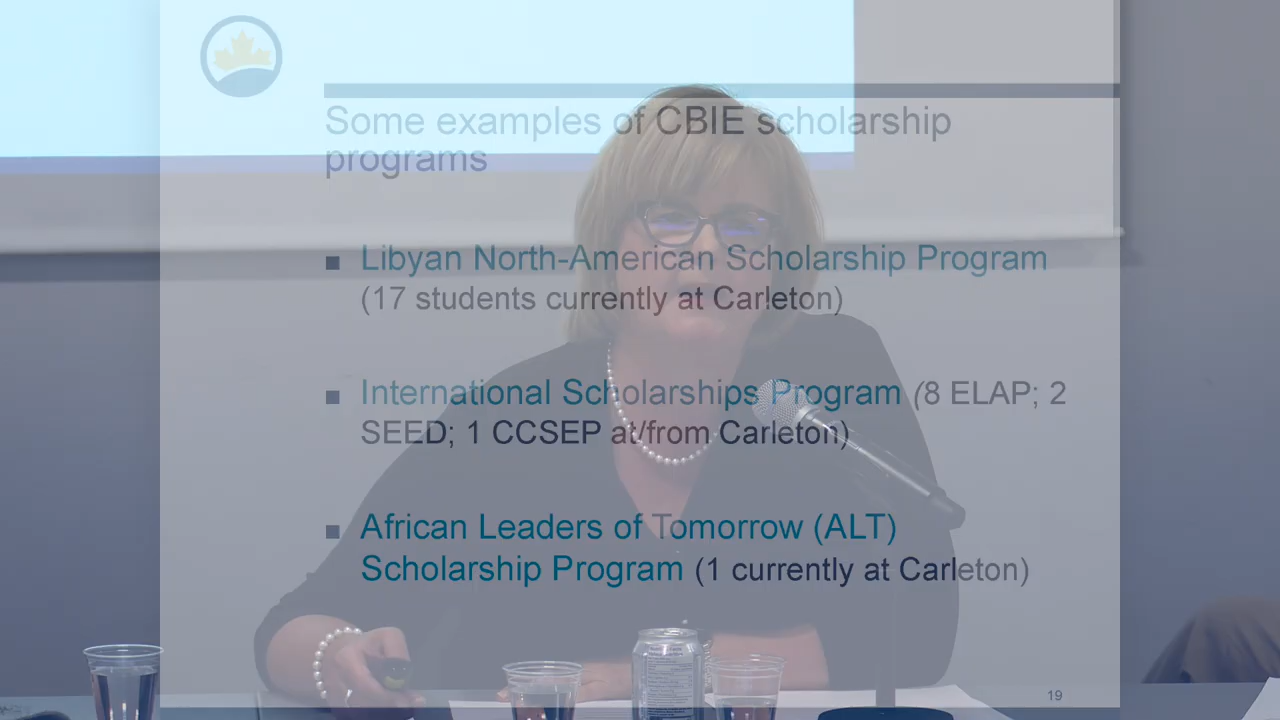 Some examples of CBIE scholarship
programs
Libyan North-American Scholarship Program
(17 students currently at Carleton)
International Scholarships Program (8 ELAP; 2
SEED; 1 CCSEP at/from Carleton)
African Leaders of Tomorrow (ALT)
Scholarship Program (1 currently at Carleton)
19